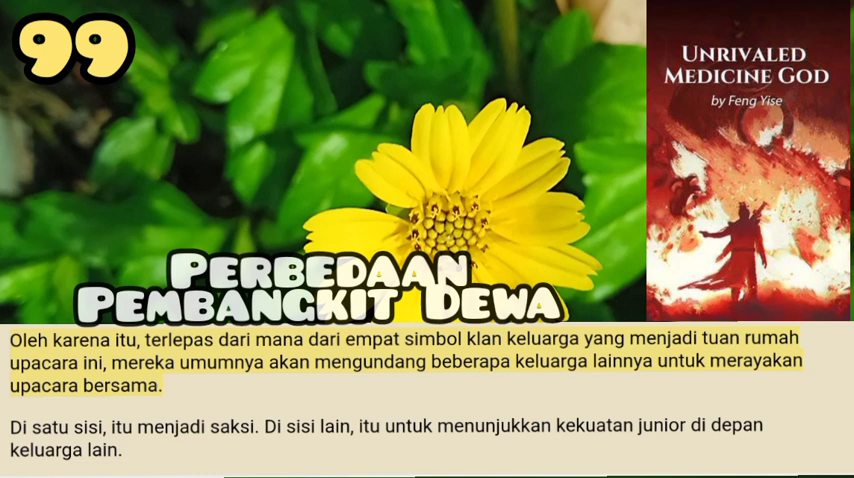 99
UNRIVALED
MEDICINE GOD
by Feng Yise
PERBEDAAN
PEMBANGKIT DEWA
Oleh karena itu, terlepas dari mana dari empat simbol klan keluarga yang menjadi tuan rumah
upacara ini, mereka umumnya akan mengundang beberapa keluarga lainnya untuk merayakan
upacara bersama.
Di satu sisi, itu menjadi saksi. Di sisi lain, itu untuk menunjukkan kekuatan junior di depan
keluarga lain.